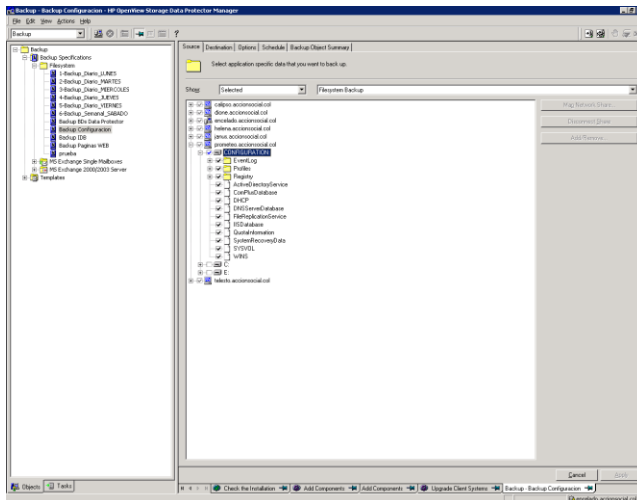 Backup - Backup Configuracion - HP OpenView Storage Data Protector Manager
File Edit View Actions Help
Backup
Source Destination Options Schedule Backup Object Summary
Backup
Backup Specifications
Filesystem
1-Backup_Diario_LUNES
2-Backup_Diario_MARTES
3-Backup_Diario_MIERCOLES
4-Backup_Diario_JUEVES
5-Backup_Diario_VIERNES
6-Backup_Semanal_SABADO
Backup BDs Data Protector
Backup Configuracion
Backup IDB
Backup Paginas WEB
prueba
MS Exchange Single Mailboxes
MS Exchange 2000/2003 Server
Templates
Select application specific data that you want to back up.
Show Selected Filesystem Backup
calipso.accionsocial.col
dione.accionsocial.col
encelado.accionsocial.col
helena.accionsocial.col
janus.accionsocial.col
prometeo.accionsocial.col
CONFIGURATION
EventLog
Profiles
Registry
ActiveDirectoryService
ComPlusDatabase
DHCP
DNSServerDatabase
FileReplicationService
IISDatabase
QuotaInformation
SystemRecoveryData
SYSVOL
WINS
C:
E:
telesto.accionsocial.col
Map Network Share...
Disconnect Share...
Add/Remove...
Cancel Apply
Objects Tasks
Check the Installation Add Components Add Components Upgrade Client Systems Backup - Backup Configuracion
encelado.accionsocial.col